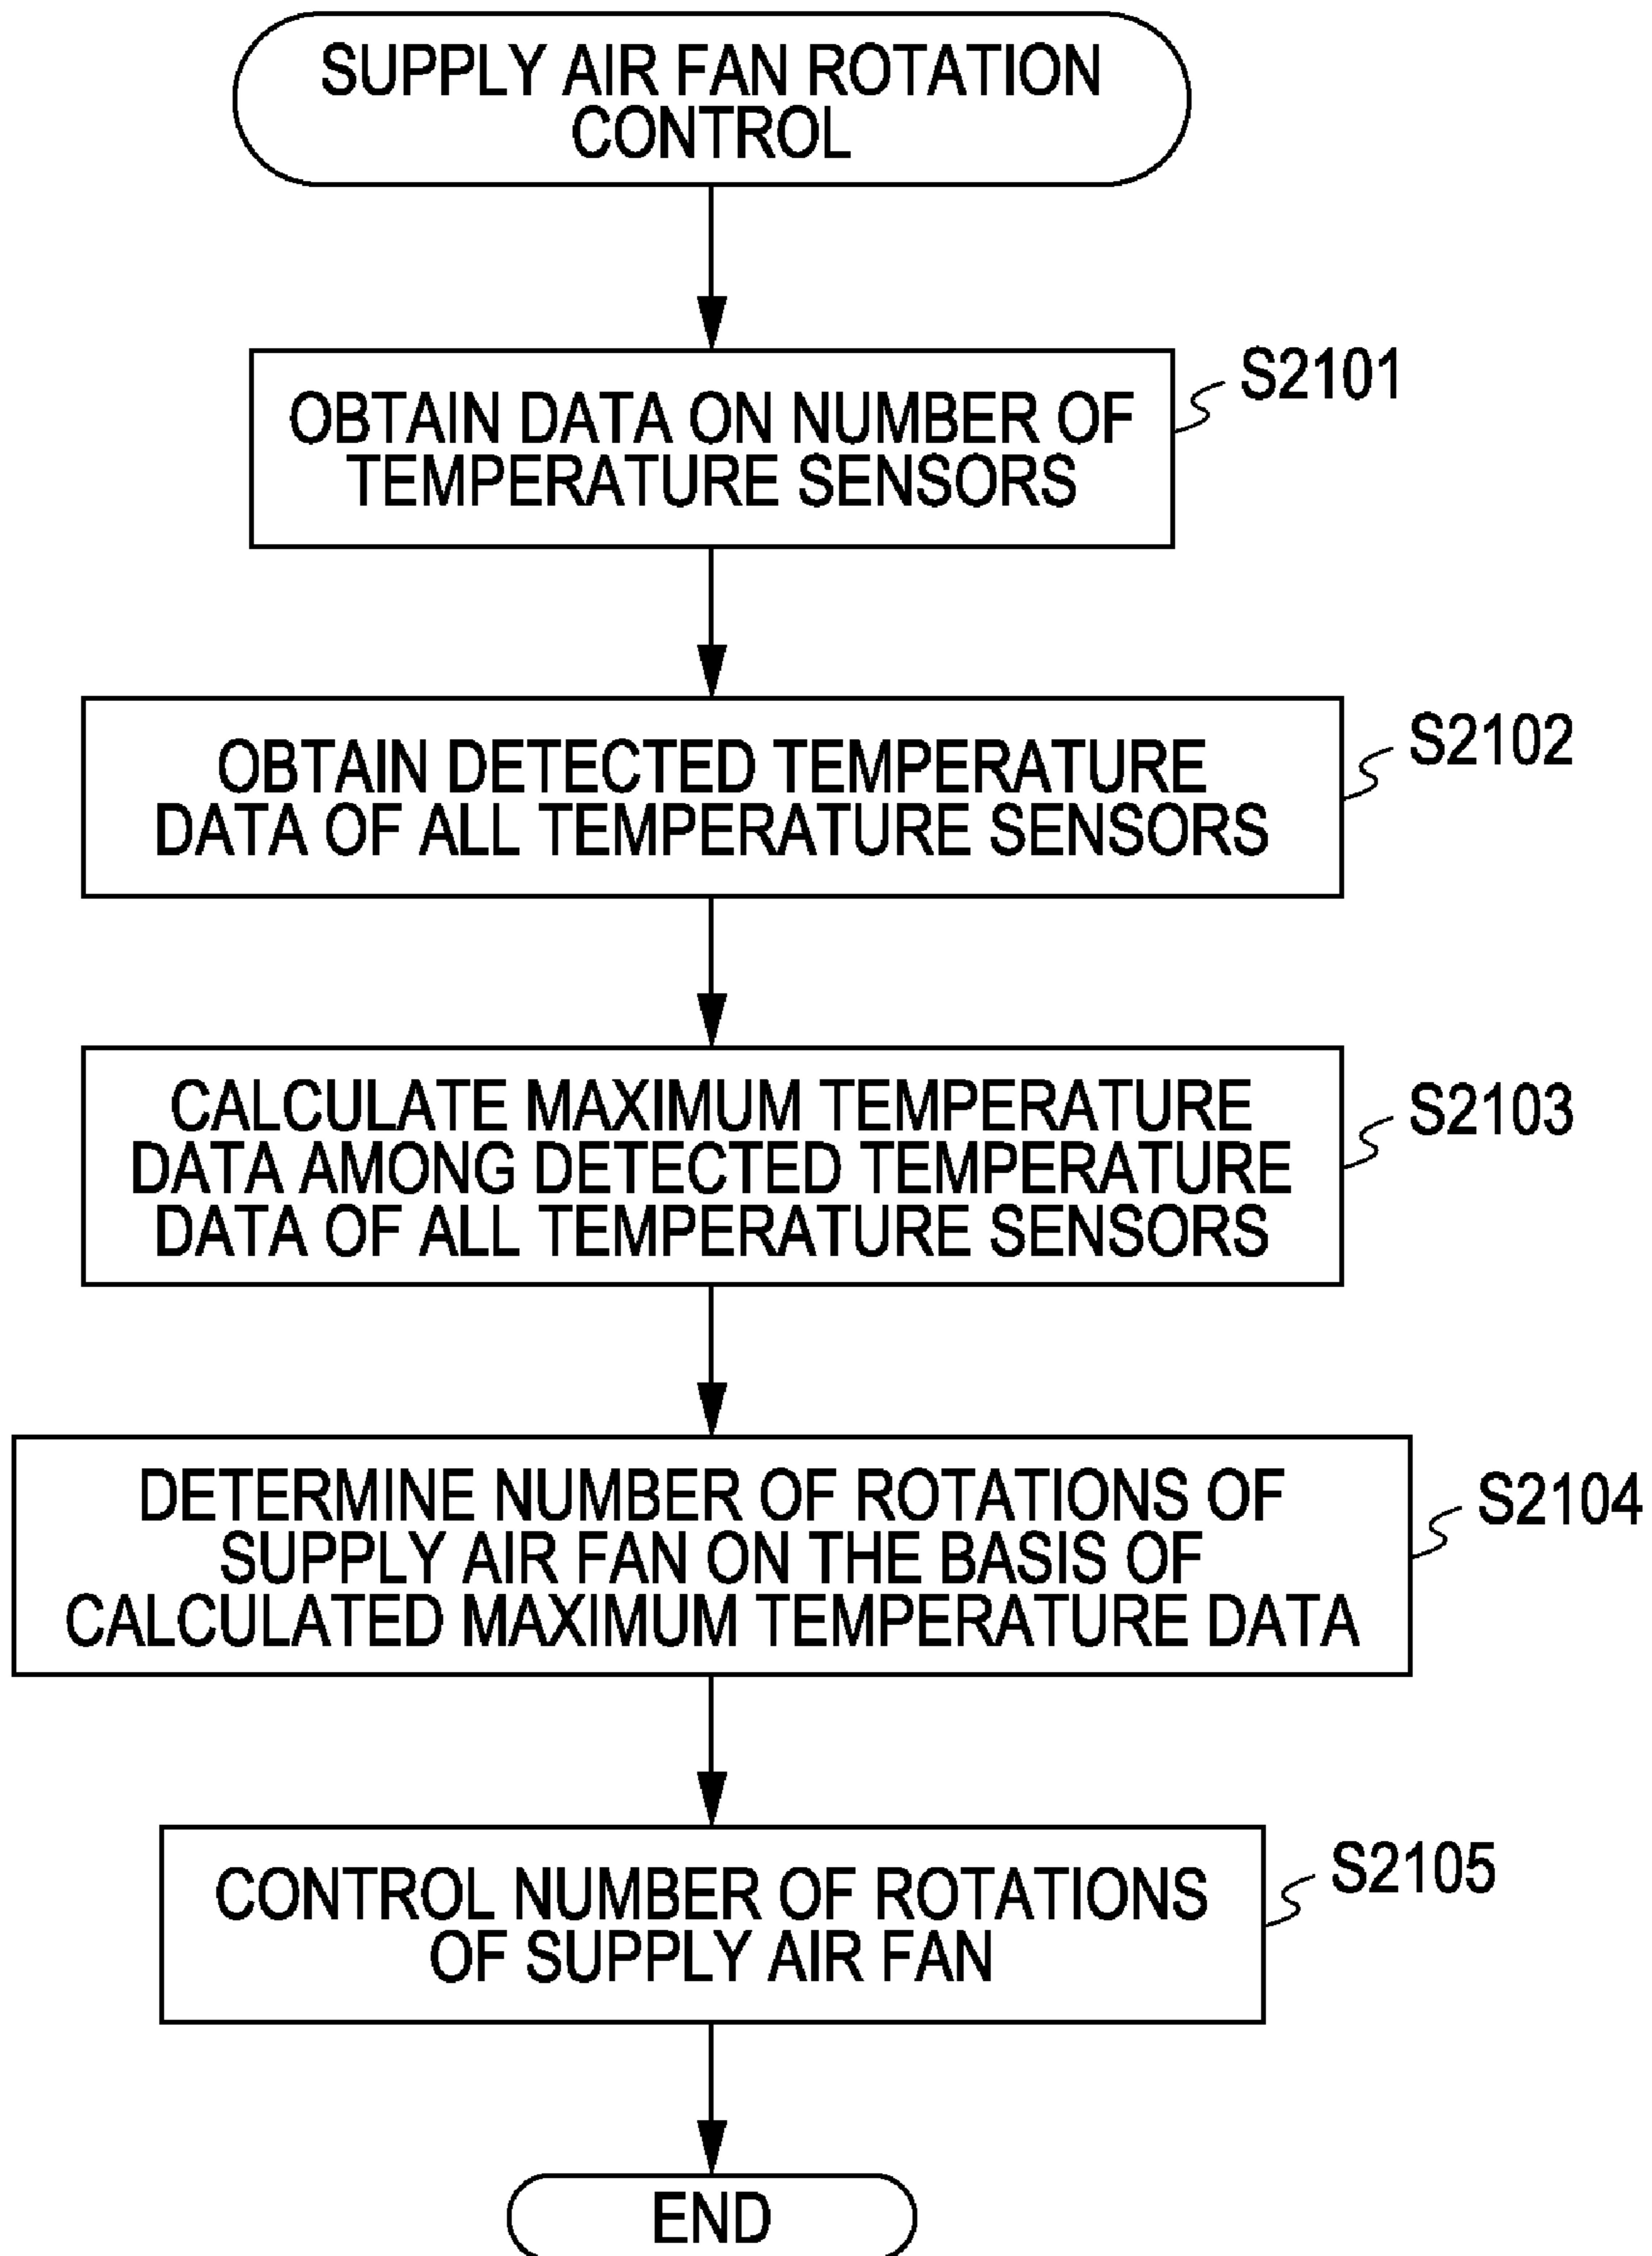 SUPPLY AIR FAN ROTATION
CONTROL
S2101
OBTAIN DATA ON NUMBER OF
TEMPERATURE SENSORS
S2102
OBTAIN DETECTED TEMPERATURE
DATA OF ALL TEMPERATURE SENSORS
S2103
CALCULATE MAXIMUM TEMPERATURE
DATA AMONG DETECTED TEMPERATURE
DATA OF ALL TEMPERATURE SENSORS
S2104
DETERMINE NUMBER OF ROTATIONS OF
SUPPLY AIR FAN ON THE BASIS OF
CALCULATED MAXIMUM TEMPERATURE DATA
S2105
CONTROL NUMBER OF ROTATIONS
OF SUPPLY AIR FAN
END